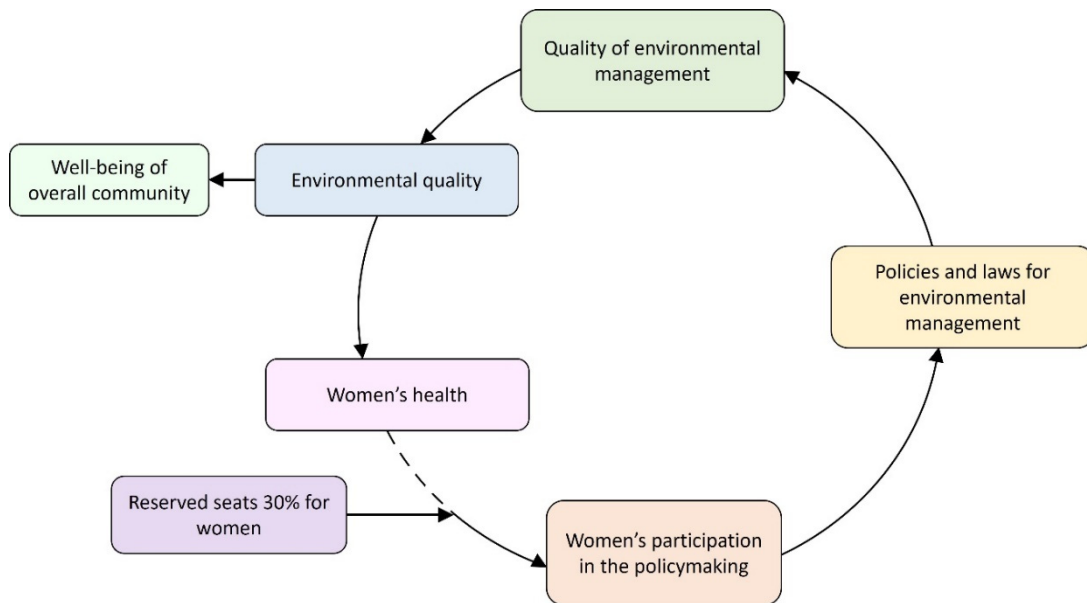 Quality of environmental
management
Well-being of
overall community
Environmental quality
Policies and laws for
environmental
management
Women’s health
Reserved seats 30% for
women
Women’s participation
in the policymaking